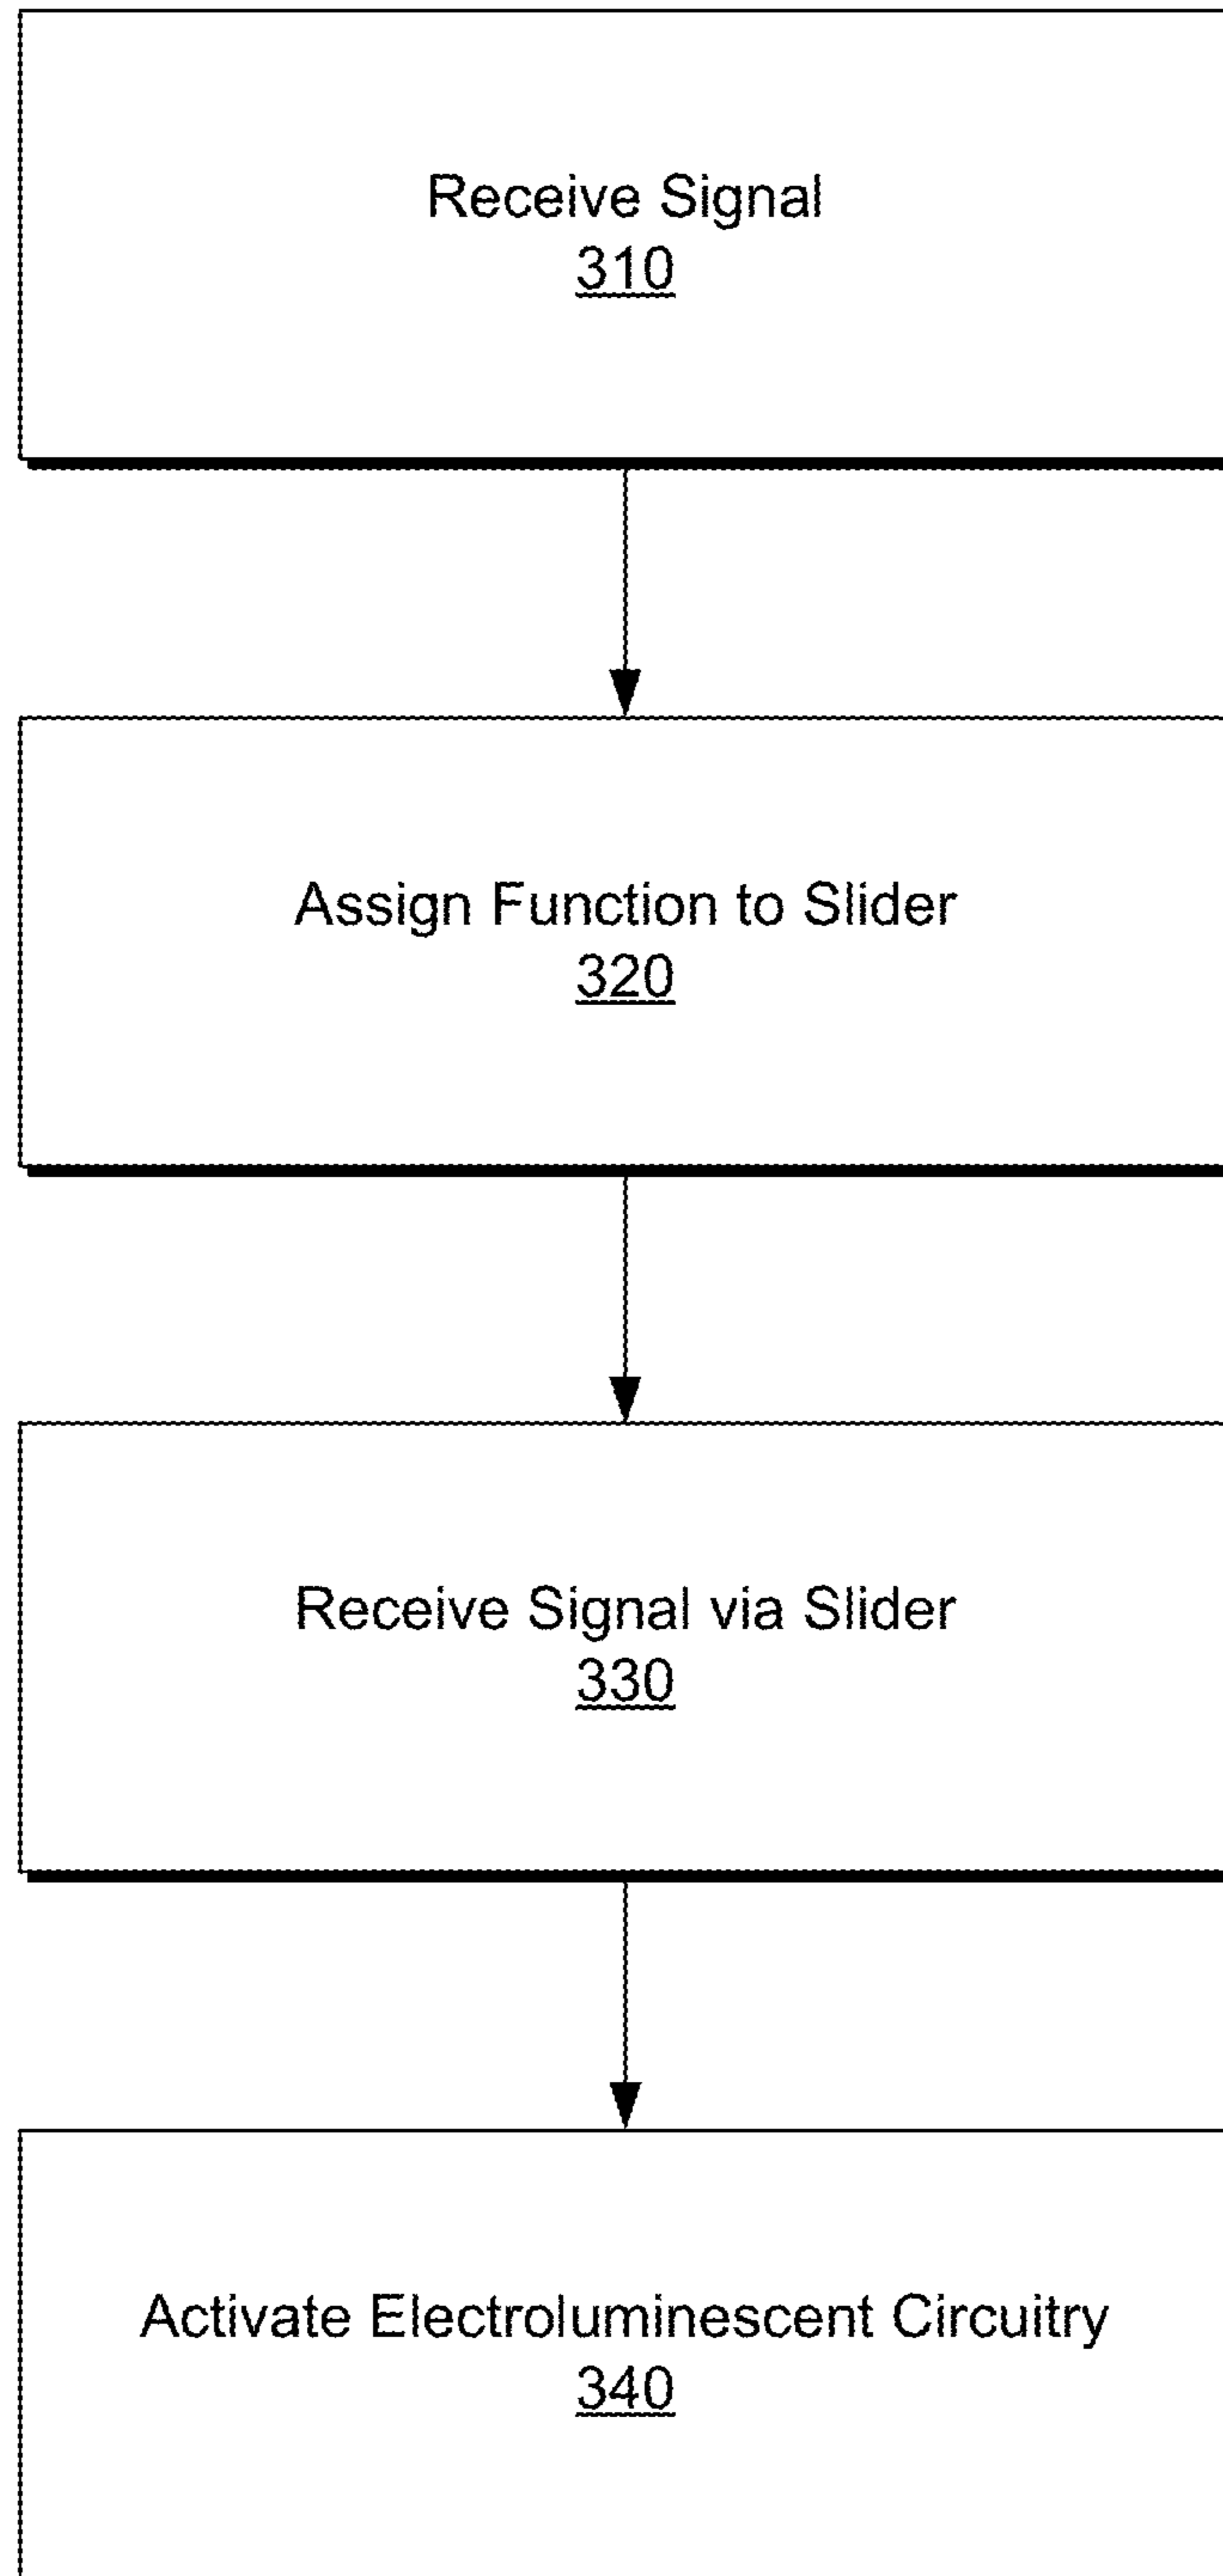 Receive Signal
310
Assign Function to Slider
320
Receive Signal via Slider
330
Activate Electroluminescent Circuitry
340